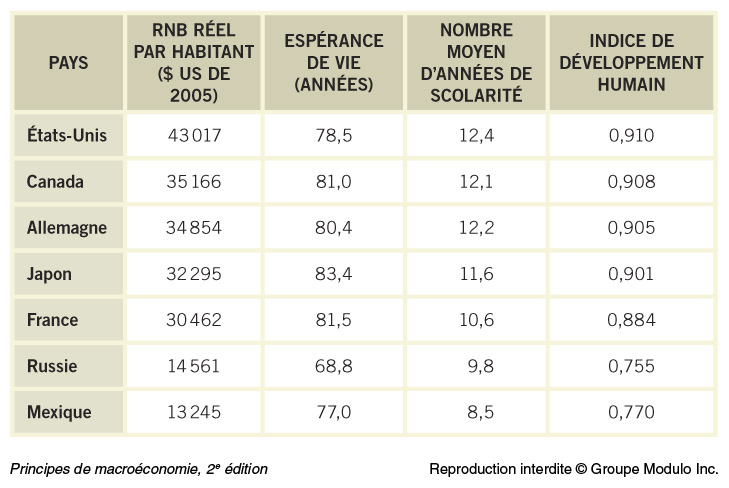 PAYS
RNB RÉEL
PAR HABITANT
($ US DE
2005)
ESPÉRANCE
DE VIE
(ANNÉES)
NOMBRE
MOYEN
D’ANNÉES DE
SCOLARITÉ
INDICE DE
DÉVELOPPEMENT
HUMAIN
États-Unis 43 017 78,5 12,4 0,910
Canada 35 166 81,0 12,1 0,908
Allemagne 34 854 80,4 12,2 0,905
Japon 32 295 83,4 11,6 0,901
France 30 462 81,5 10,6 0,884
Russie 14 561 68,8 9,8 0,755
Mexique 13 245 77,0 8,5 0,770
Principes de macroéconomie, 2e édition Reproduction interdite © Groupe Modulo Inc.